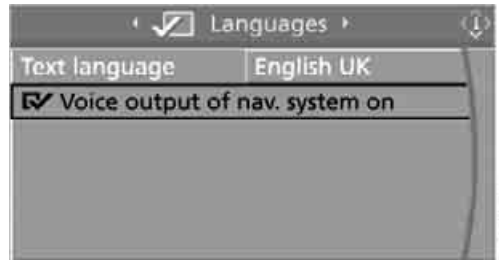 Languages
Text language English UK
Voice output of nav. system on